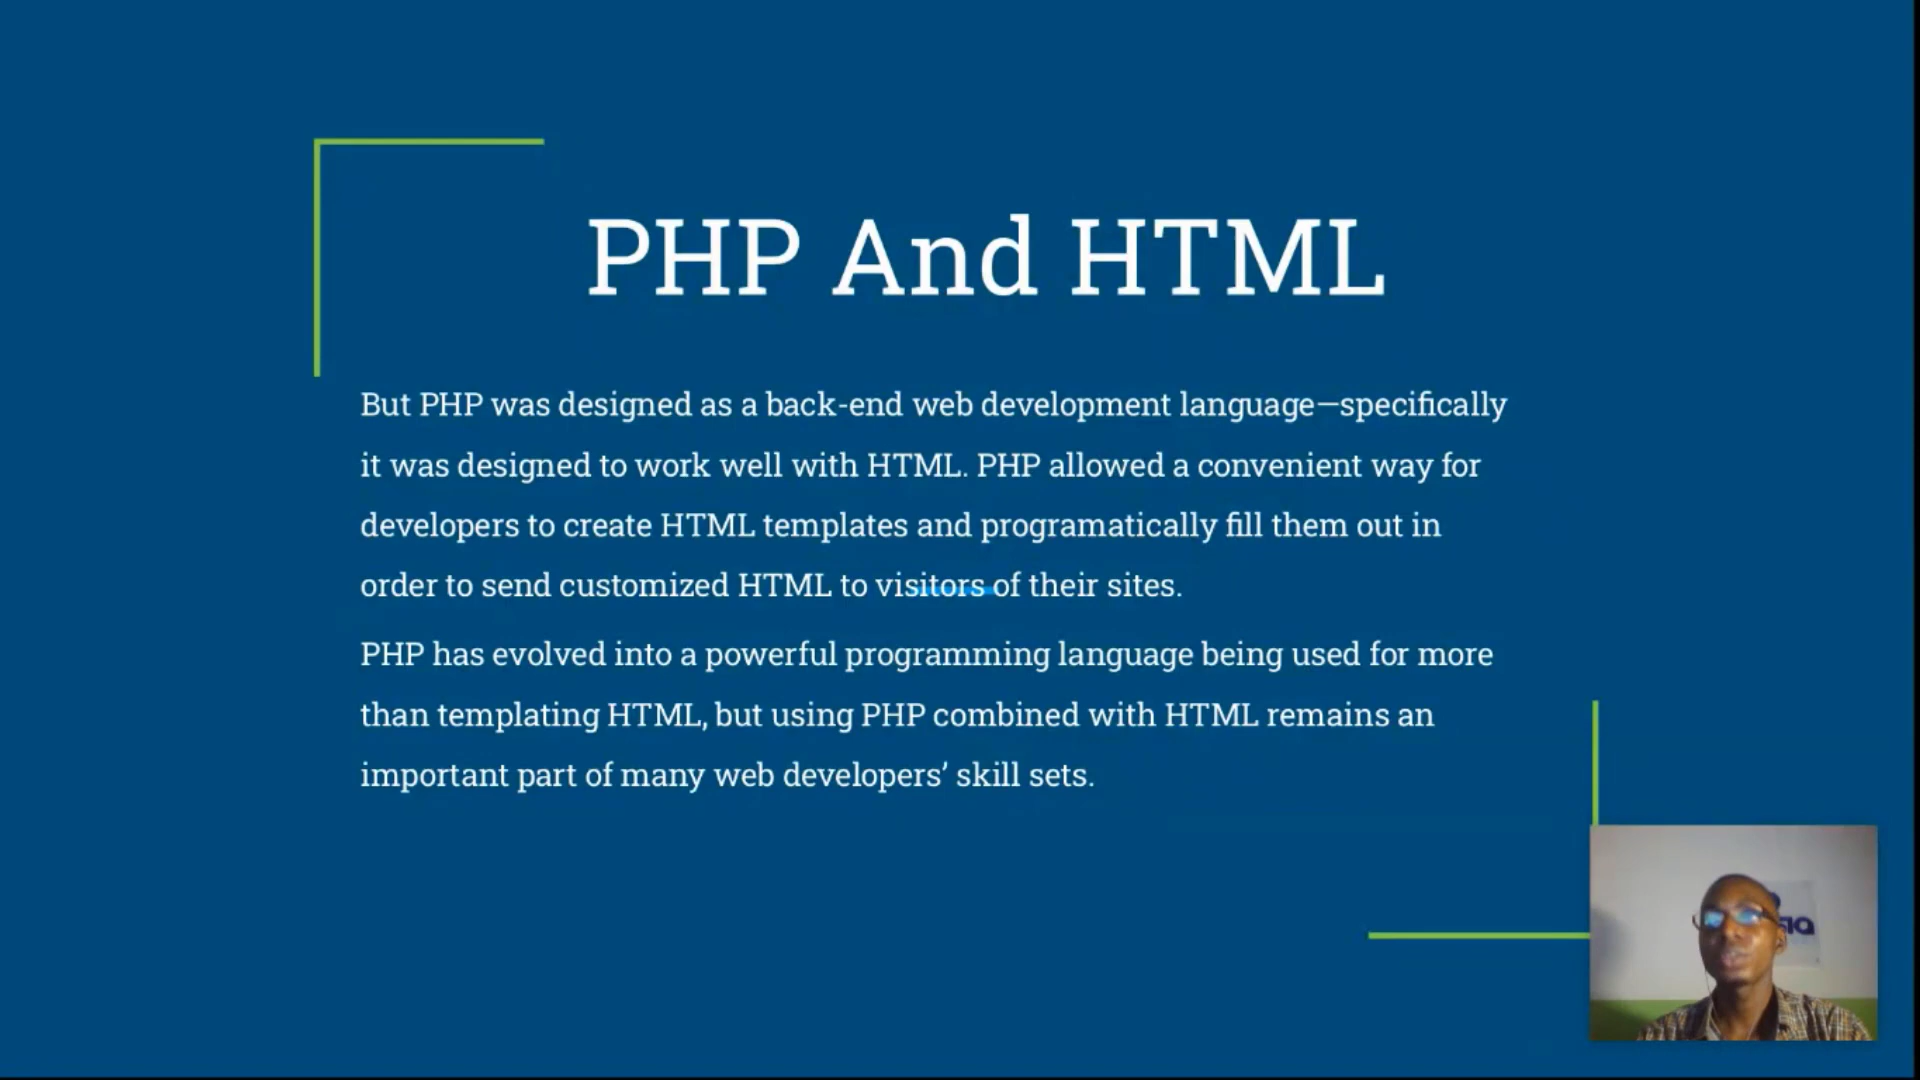 PHP And HTML
But PHP was designed as a back-end web development language—specifically
it was designed to work well with HTML. PHP allowed a convenient way for
developers to create HTML templates and programatically fill them out in
order to send customized HTML to visitors of their sites.
PHP has evolved into a powerful programming language being used for more
than templating HTML, but using PHP combined with HTML remains an
important part of many web developers’ skill sets.